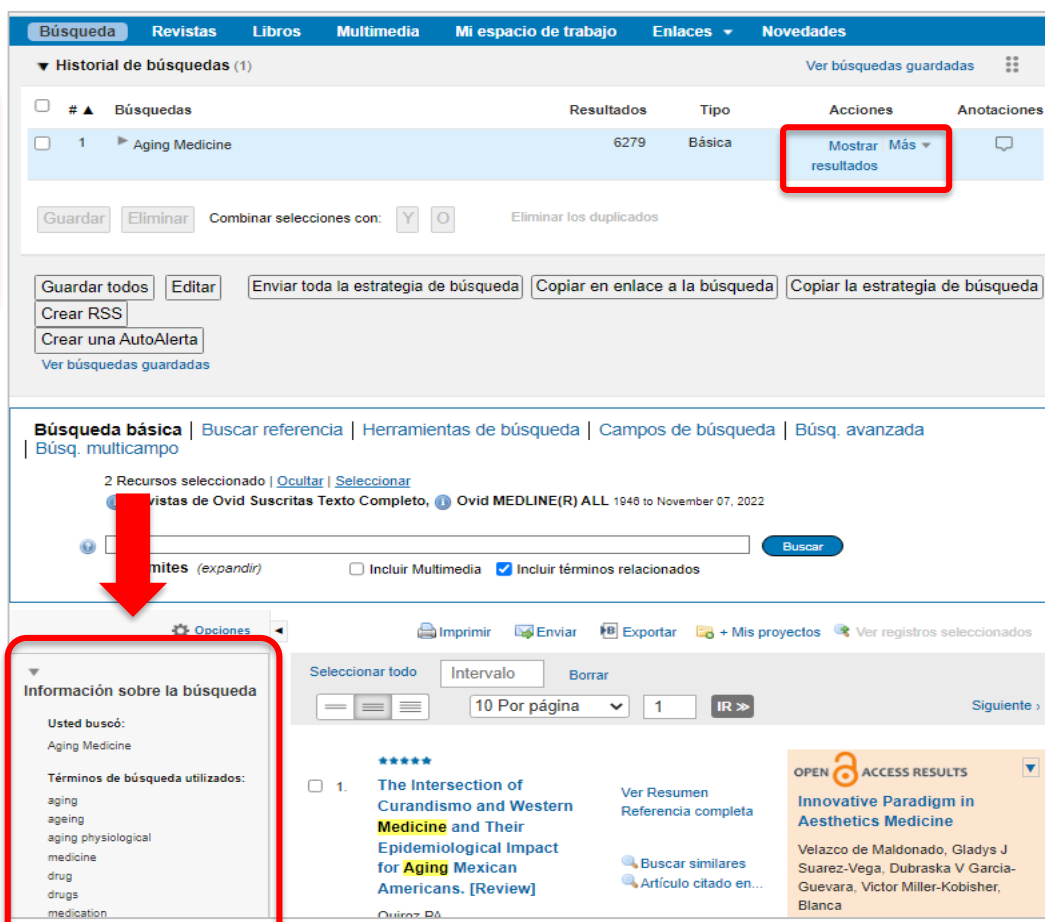 Búsqueda Revistas Libros Multimedia Mi espacio de trabajo Enlaces Novedades
Historial de búsquedas (1) Ver búsquedas guardadas
# ▲ Búsquedas Resultados Tipo Acciones Anotaciones
1 Aging Medicine 6279 Básica Mostrar resultados Más
Guardar Eliminar Combinar selecciones con: Y O Eliminar los duplicados
Guardar todos Editar Enviar toda la estrategia de búsqueda Copiar en enlace a la búsqueda Copiar la estrategia de búsqueda
Crear RSS
Crear una AutoAlerta
Ver búsquedas guardadas
Búsqueda básica | Buscar referencia | Herramientas de búsqueda | Campos de búsqueda | Búsq. avanzada
| Búsq. multicampo
2 Recursos seleccionado | Ocultar | Seleccionar
vistas de Ovid Suscritas Texto Completo, Ovid MEDLINE(R) ALL 1946 to November 07, 2022
Buscar
mites (expandir) Incluir Multimedia Incluir términos relacionados
Opciones
Imprimir Enviar Exportar + Mis proyectos Ver registros seleccionados
Información sobre la búsqueda
Usted buscó:
Aging Medicine
Términos de búsqueda utilizados:
aging
ageing
aging physiological
medicine
drug
drugs
medication
Seleccionar todo Intervalo Borrar
10 Por página 1 IR ≫ Siguiente ›
★★★★★
1. The Intersection of
Curandismo and Western
Medicine and Their
Epidemiological Impact
for Aging Mexican
Americans. [Review]
Quiroz PA
Ver Resumen
Referencia completa
Buscar similares
Artículo citado en...
OPEN ACCESS RESULTS
Innovative Paradigm in
Aesthetics Medicine
Velazco de Maldonado, Gladys J
Suarez-Vega, Dubraska V Garcia-
Guevara, Victor Miller-Kobisher,
Blanca